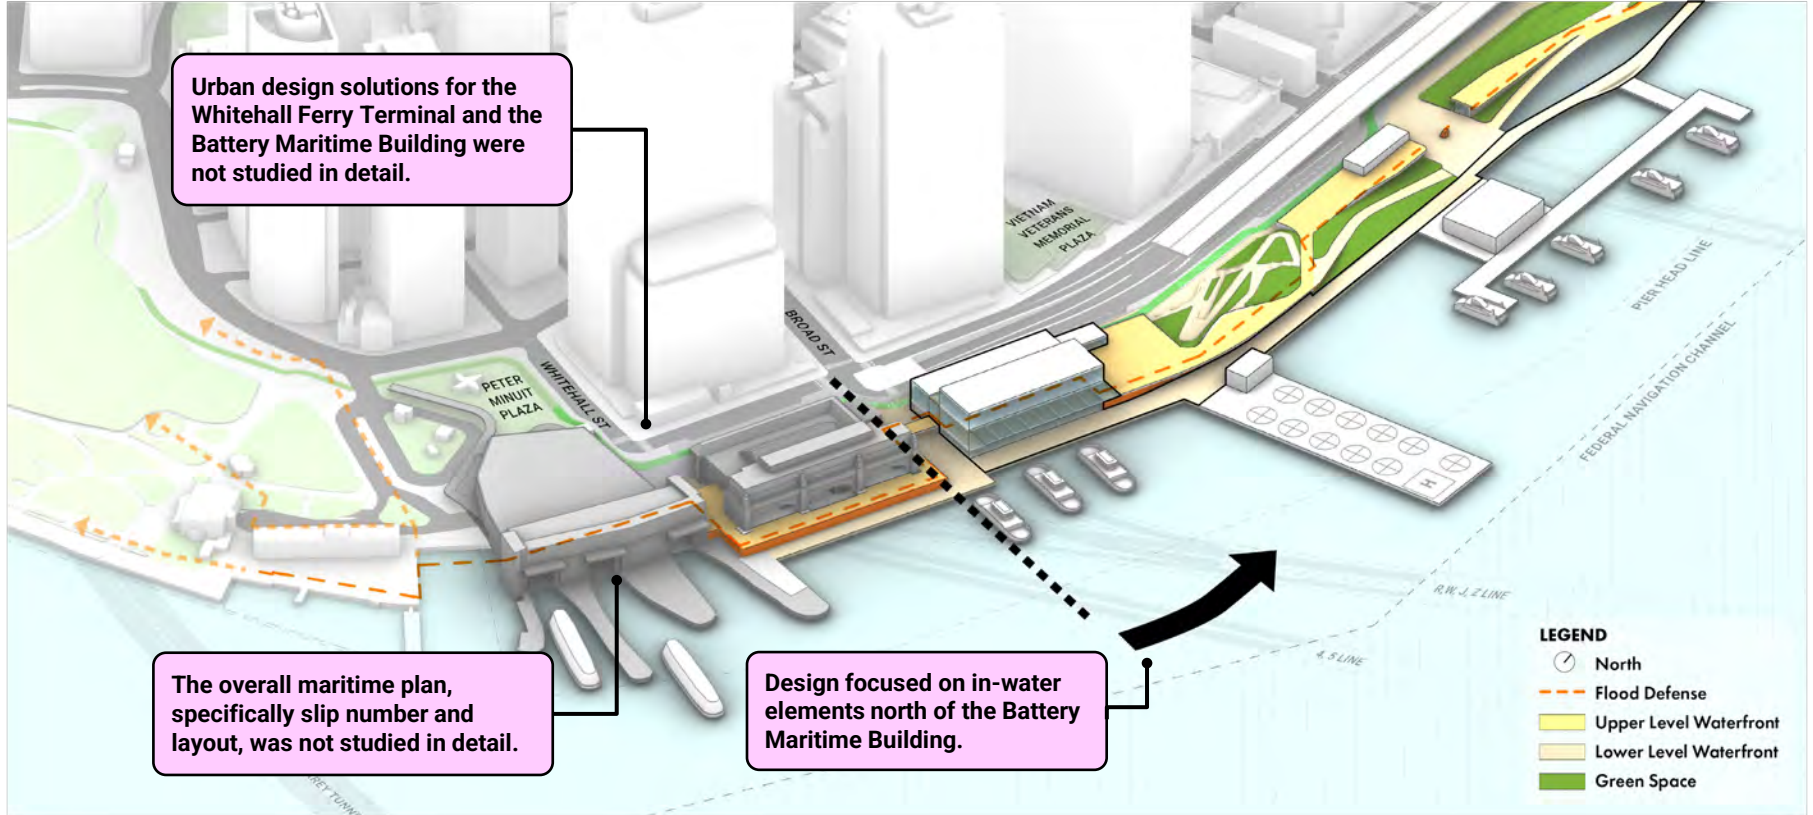 Urban design solutions for the
Whitehall Ferry Terminal and the
Battery Maritime Building were
not studied in detail.
VIETNAM
VETERANS
MEMORIAL
PLAZA
PIER HEAD LINE
FEDERAL NAVIGATION CHANNEL
BROAD ST
WHITEHALL ST
PETER
MINUIT
PLAZA
H
R,W, J, Z LINE
4, 5 LINE
The overall maritime plan,
specifically slip number and
layout, was not studied in detail.
Design focused on in-water
elements north of the Battery
Maritime Building.
LEGEND
North
Flood Defense
Upper Level Waterfront
Lower Level Waterfront
Green Space